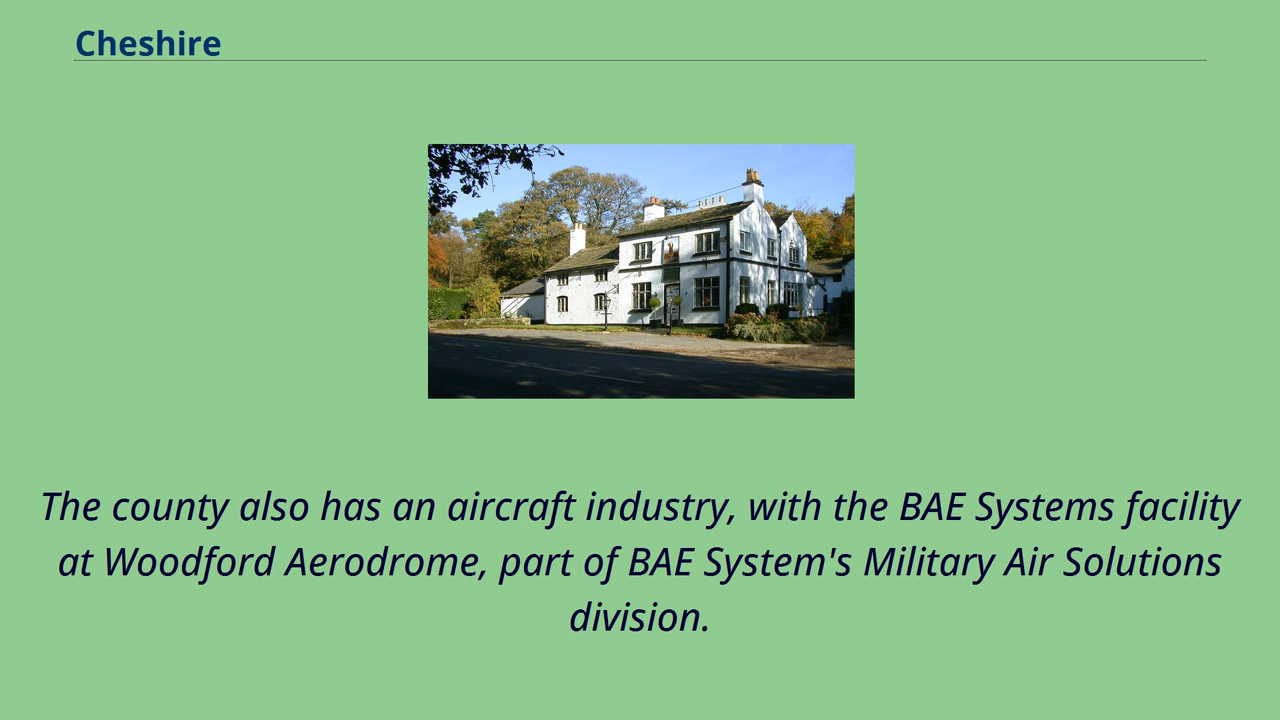 Cheshire
The county also has an aircraft industry, with the BAE Systems facility
at Woodford Aerodrome, part of BAE System's Military Air Solutions
division.